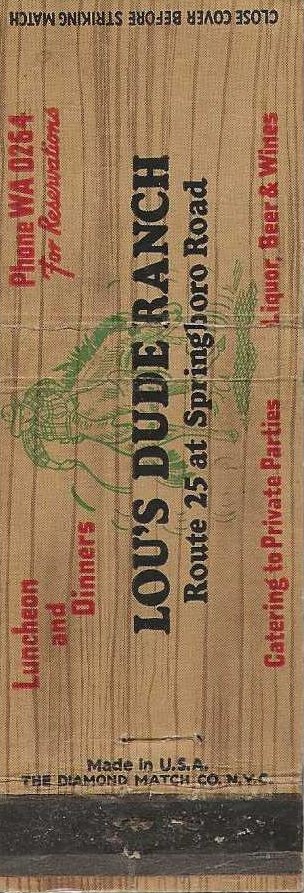 CLOSE COVER BEFORE STRIKING MATCH
Luncheon
and
Dinners
Phone WA 0264
For Reservations
LOU'S DUDE RANCH
Route 25 at Springboro Road
Catering to Private Parties
Liquor, Beer & Wines
Made in U.S.A.
THE DIAMOND MATCH CO. N.Y.C.